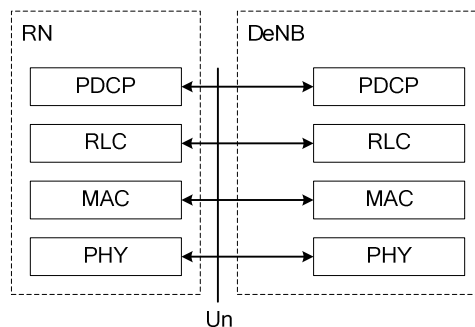 RN DeNB
PDCP PDCP
RLC RLC
MAC MAC
PHY PHY
Un